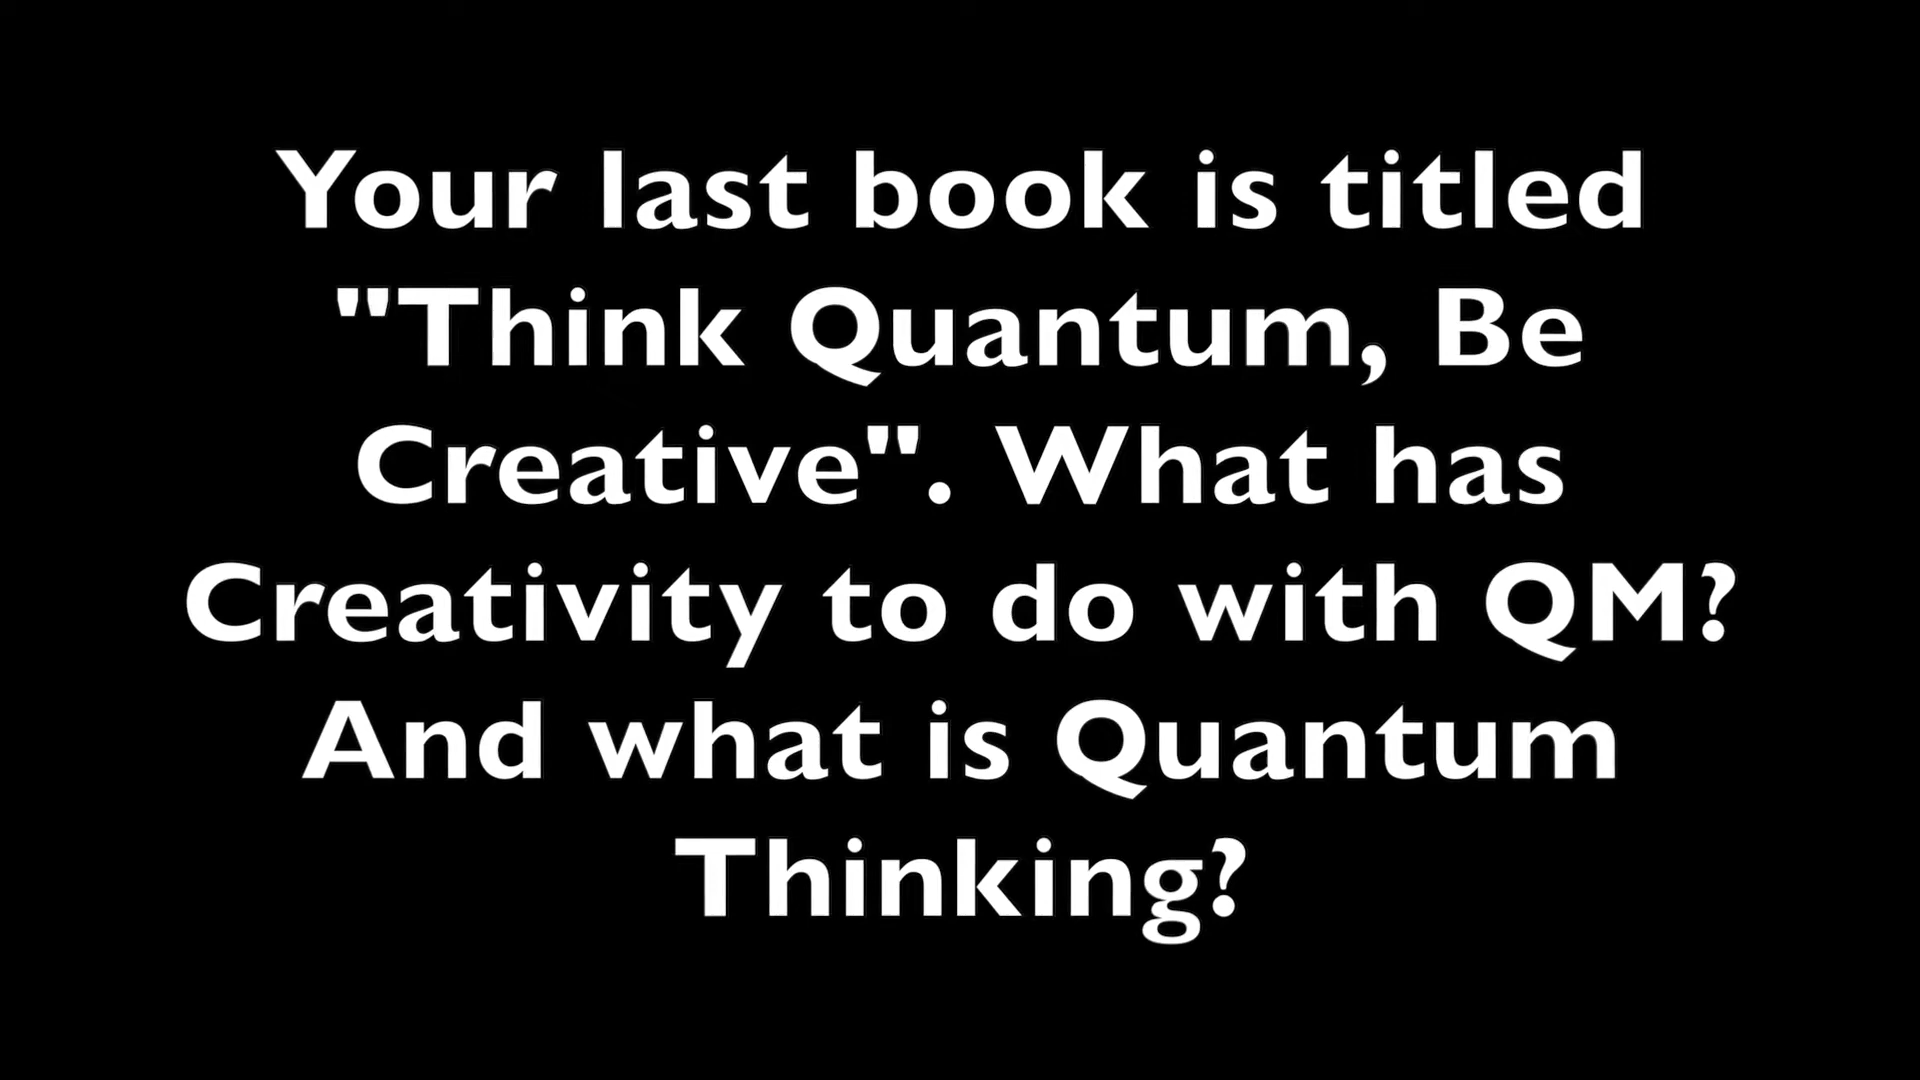 Your last book is titled
"Think Quantum, Be
Creative". What has
Creativity to do with QM?
And what is Quantum
Thinking?